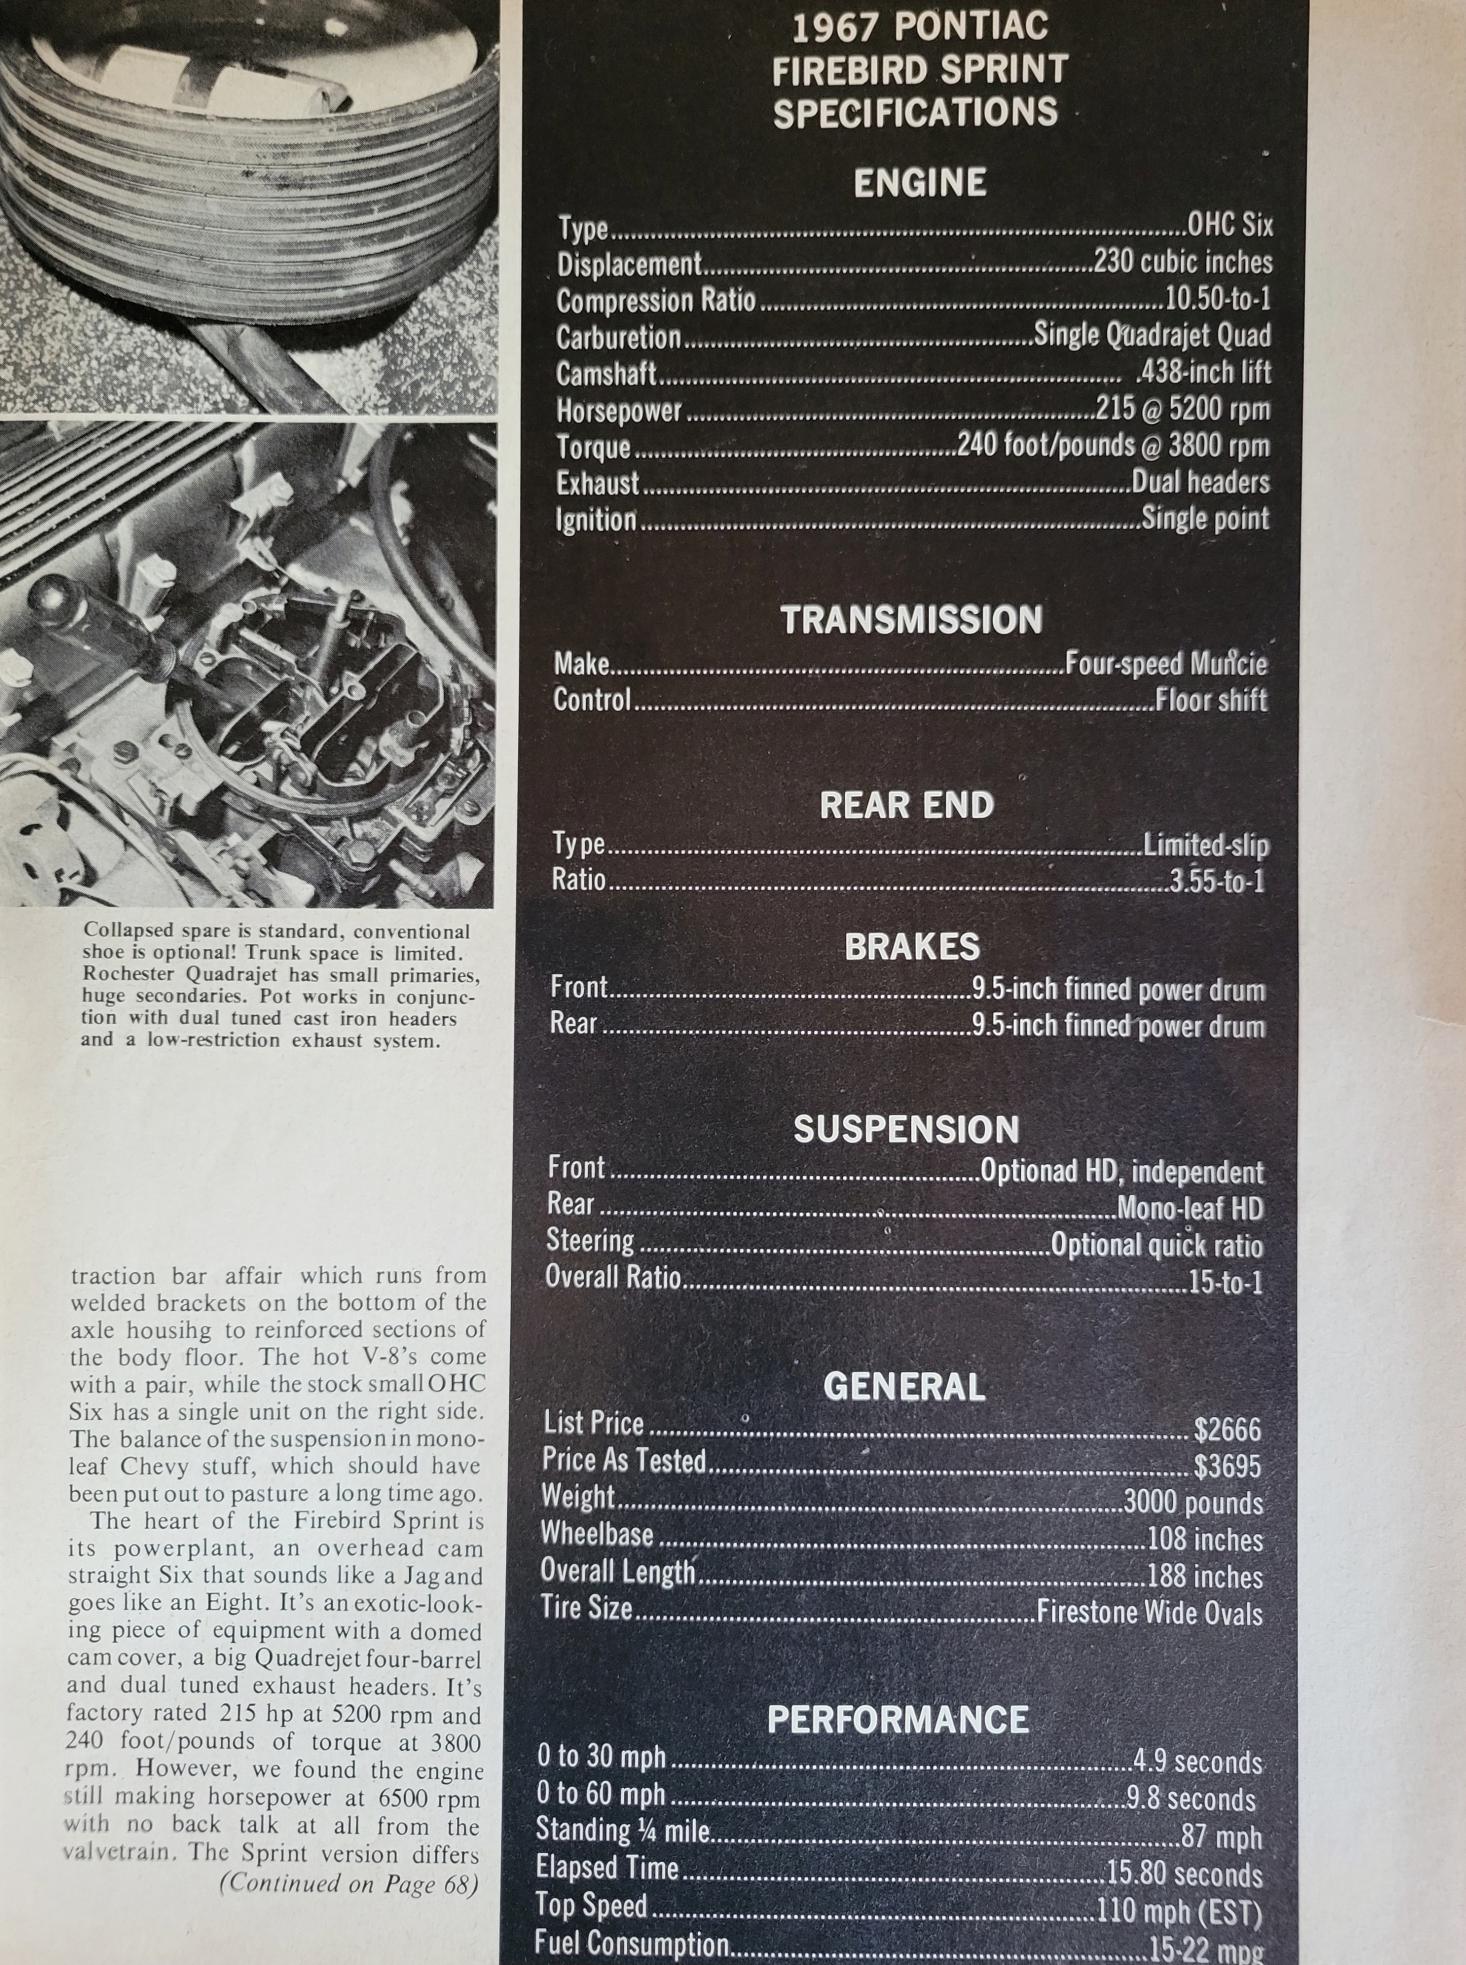 Collapsed spare is standard, conventional
shoe is optional! Trunk space is limited.
Rochester Quadrajet has small primaries,
huge secondaries. Pot works in conjunc-
tion with dual tuned cast iron headers
and a low-restriction exhaust system.
traction bar affair which runs from
welded brackets on the bottom of the
axle housihg to reinforced sections of
the body floor. The hot V-8's come
with a pair, while the stock small OHC
Six has a single unit on the right side.
The balance of the suspension in mono-
leaf Chevy stuff, which should have
been put out to pasture a long time ago.
The heart of the Firebird Sprint is
its powerplant, an overhead cam
straight Six that sounds like a Jag and
goes like an Eight. It's an exotic-look-
ing piece of equipment with a domed
cam cover, a big Quadrejet four-barrel
and dual tuned exhaust headers. It's
factory rated 215 hp at 5200 rpm and
240 foot/pounds of torque at 3800
rpm. However, we found the engine
still making horsepower at 6500 rpm
with no back talk at all from the
valvetrain. The Sprint version differs
(Continued on Page 68)
1967 PONTIAC
FIREBIRD SPRINT
SPECIFICATIONS
ENGINE
Type....................OHC Six
Displacement....................230 cubic inches
Compression Ratio....................10.50-to-1
Carburetion....................Single Quadrajet Quad
Camshaft.................... .438-inch lift
Horsepower....................215 @ 5200 rpm
Torque....................240 foot/pounds @ 3800 rpm
Exhaust....................Dual headers
Ignition....................Single point
TRANSMISSION
Make....................Four-speed Muncie
Control....................Floor shift
REAR END
Type....................Limited-slip
Ratio....................3.55-to-1
BRAKES
Front....................9.5-inch finned power drum
Rear....................9.5-inch finned power drum
SUSPENSION
Front....................Optionad HD, independent
Rear....................Mono-leaf HD
Steering....................Optional quick ratio
Overall Ratio....................15-to-1
GENERAL
List Price....................$2666
Price As Tested....................$3695
Weight....................3000 pounds
Wheelbase....................108 inches
Overall Length....................188 inches
Tire Size....................Firestone Wide Ovals
PERFORMANCE
0 to 30 mph....................4.9 seconds
0 to 60 mph....................9.8 seconds
Standing ¼ mile....................87 mph
Elapsed Time....................15.80 seconds
Top Speed....................110 mph (EST)
Fuel Consumption....................15-22 mpg